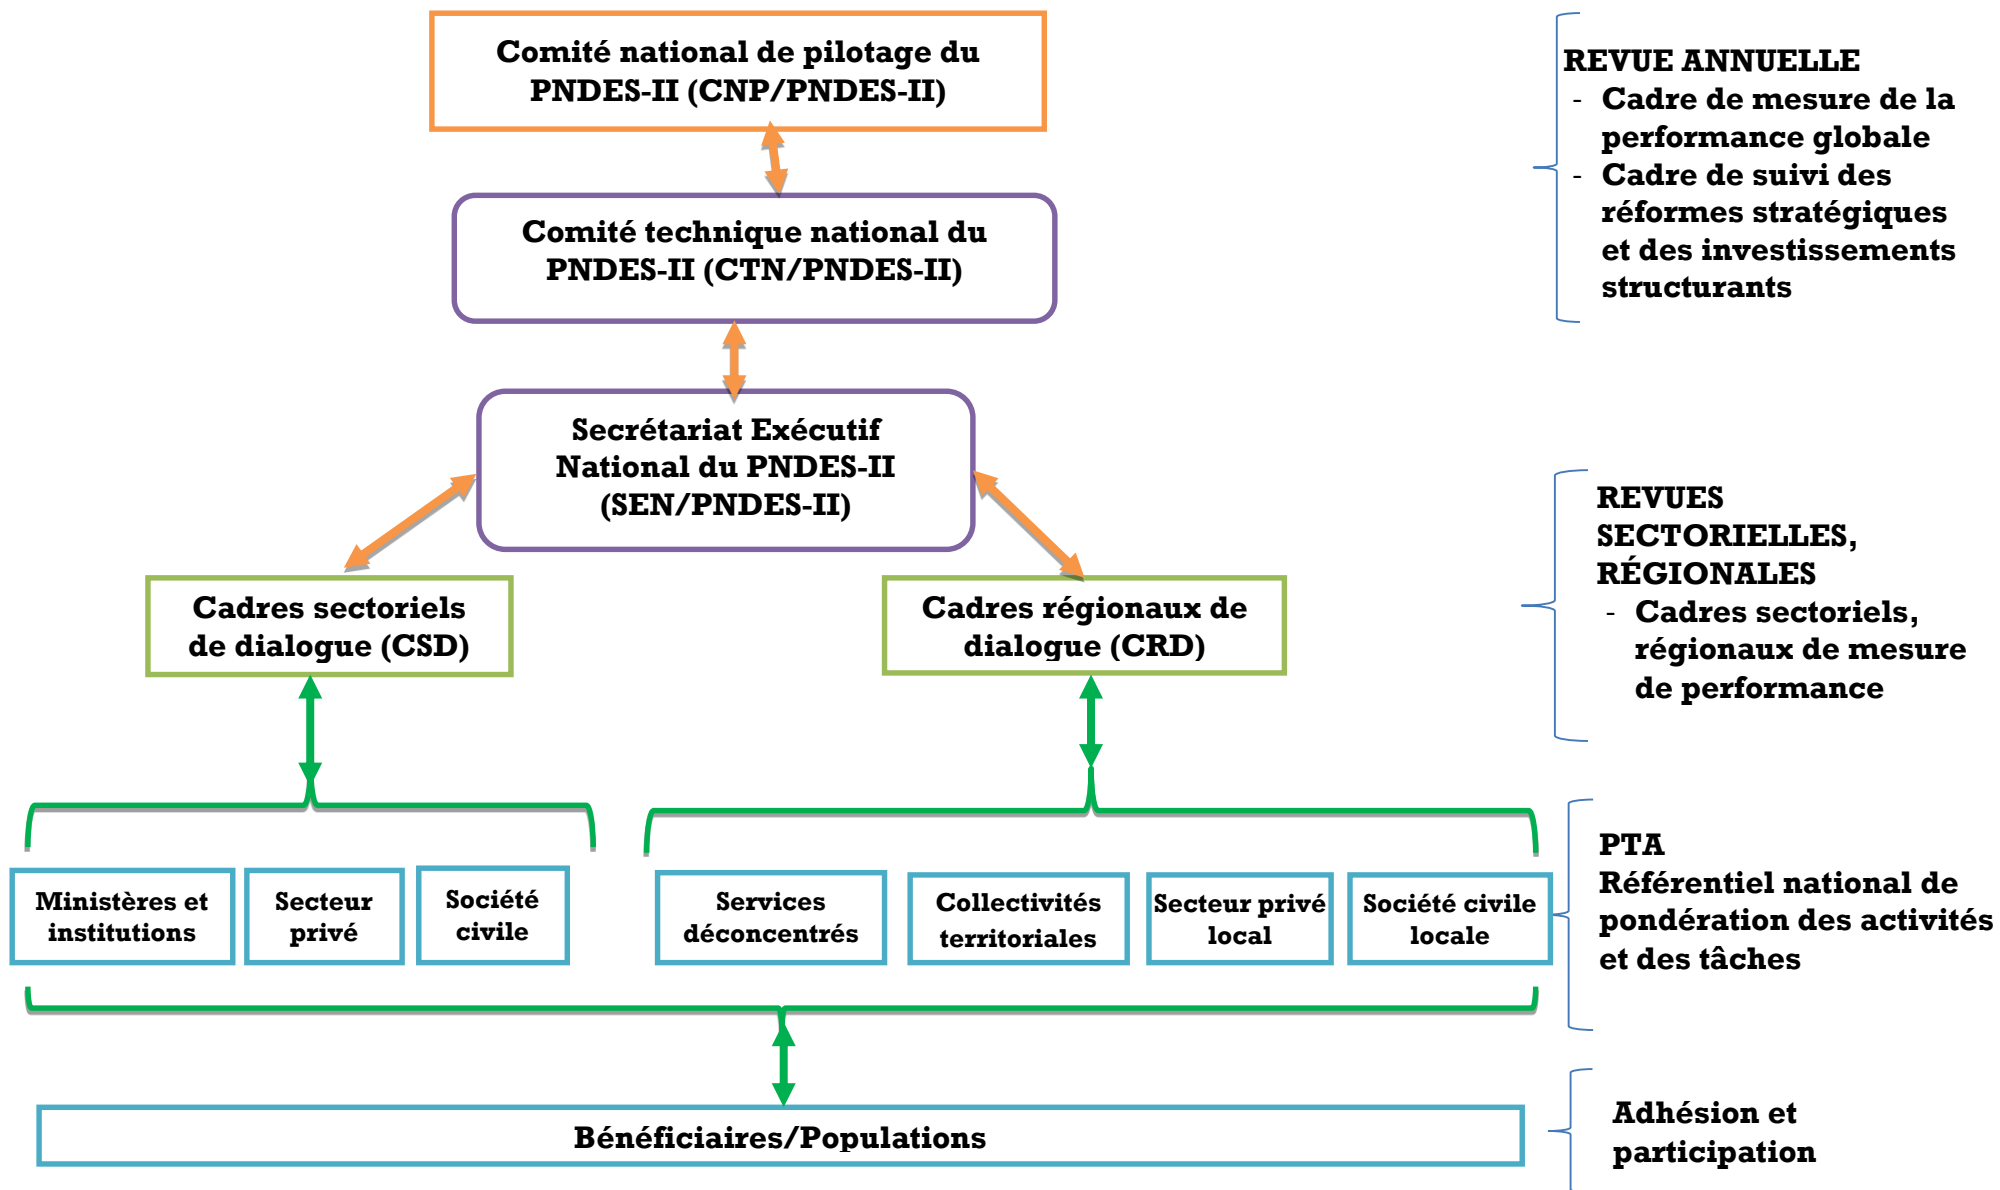 Comité national de pilotage du
PNDES-II (CNP/PNDES-II)
REVUE ANNUELLE
- Cadre de mesure de la
performance globale
- Cadre de suivi des
réformes stratégiques
et des investissements
structurants
Comité technique national du
PNDES-II (CTN/PNDES-II)
Secrétariat Exécutif
National du PNDES-II
(SEN/PNDES-II)
REVUES
SECTORIELLES,
RÉGIONALES
- Cadres sectoriels,
régionaux de mesure
de performance
Cadres sectoriels
de dialogue (CSD)
Cadres régionaux de
dialogue (CRD)
Ministères et
institutions
Secteur
privé
Société
civile
Services
déconcentrés
Collectivités
territoriales
Secteur privé
local
Société civile
locale
PTA
Référentiel national de
pondération des activités
et des tâches
Bénéficiaires/Populations
Adhésion et
participation